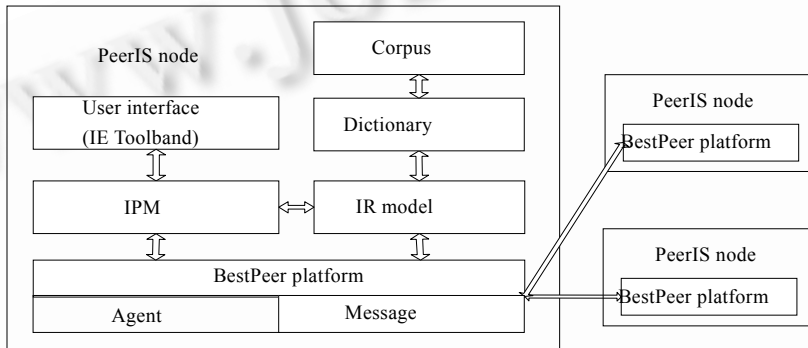 PeerIS node
Corpus
User interface
(IE Toolband)
Dictionary
IPM
IR model
BestPeer platform
Agent
Message
PeerIS node
BestPeer platform
PeerIS node
BestPeer platform